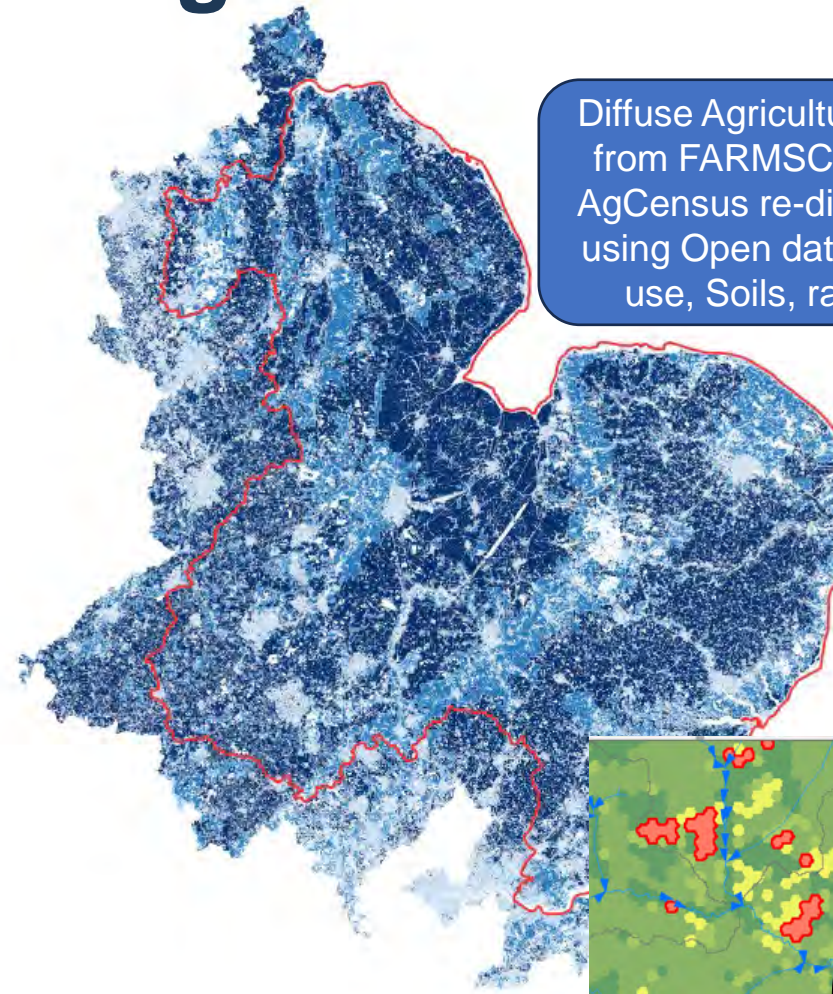 g
Diffuse Agricultu
from FARMSC
AgCensus re-di
using Open dat
use, Soils, ra